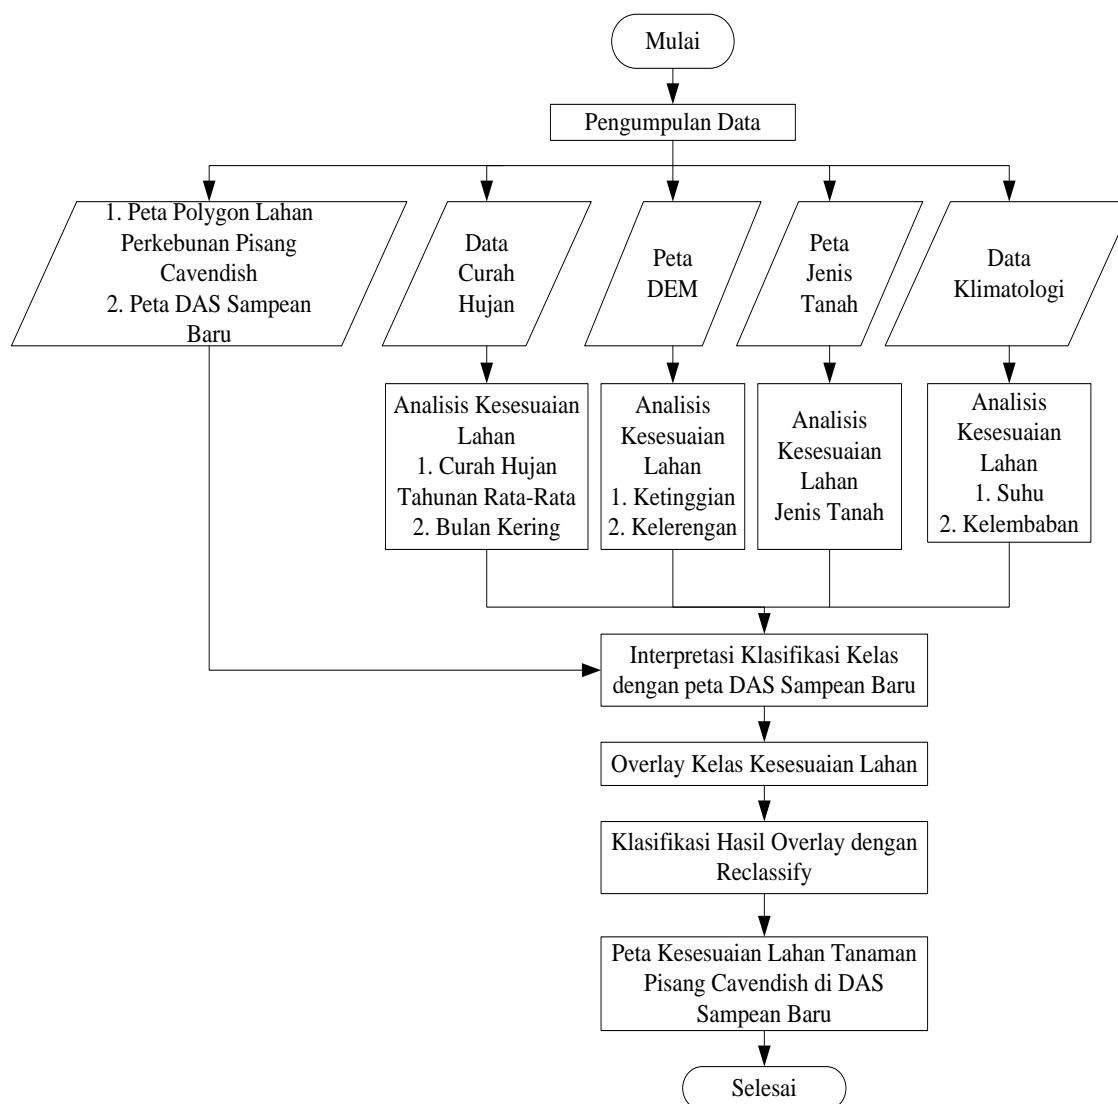 Mulai
Pengumpulan Data
1. Peta Polygon Lahan
Perkebunan Pisang
Cavendish
2. Peta DAS Sampean
Baru
Data
Curah
Hujan
Peta
DEM
Peta
Jenis
Tanah
Data
Klimatologi
Analisis Kesesuaian
Lahan
1. Curah Hujan
Tahunan Rata-Rata
2. Bulan Kering
Analisis
Kesesuaian
Lahan
1. Ketinggian
2. Kelerengan
Analisis
Kesesuaian
Lahan
Jenis Tanah
Analisis
Kesesuaian
Lahan
1. Suhu
2. Kelembaban
Interpretasi Klasifikasi Kelas
dengan peta DAS Sampean Baru
Overlay Kelas Kesesuaian Lahan
Klasifikasi Hasil Overlay dengan
Reclassify
Peta Kesesuaian Lahan Tanaman
Pisang Cavendish di DAS
Sampean Baru
Selesai